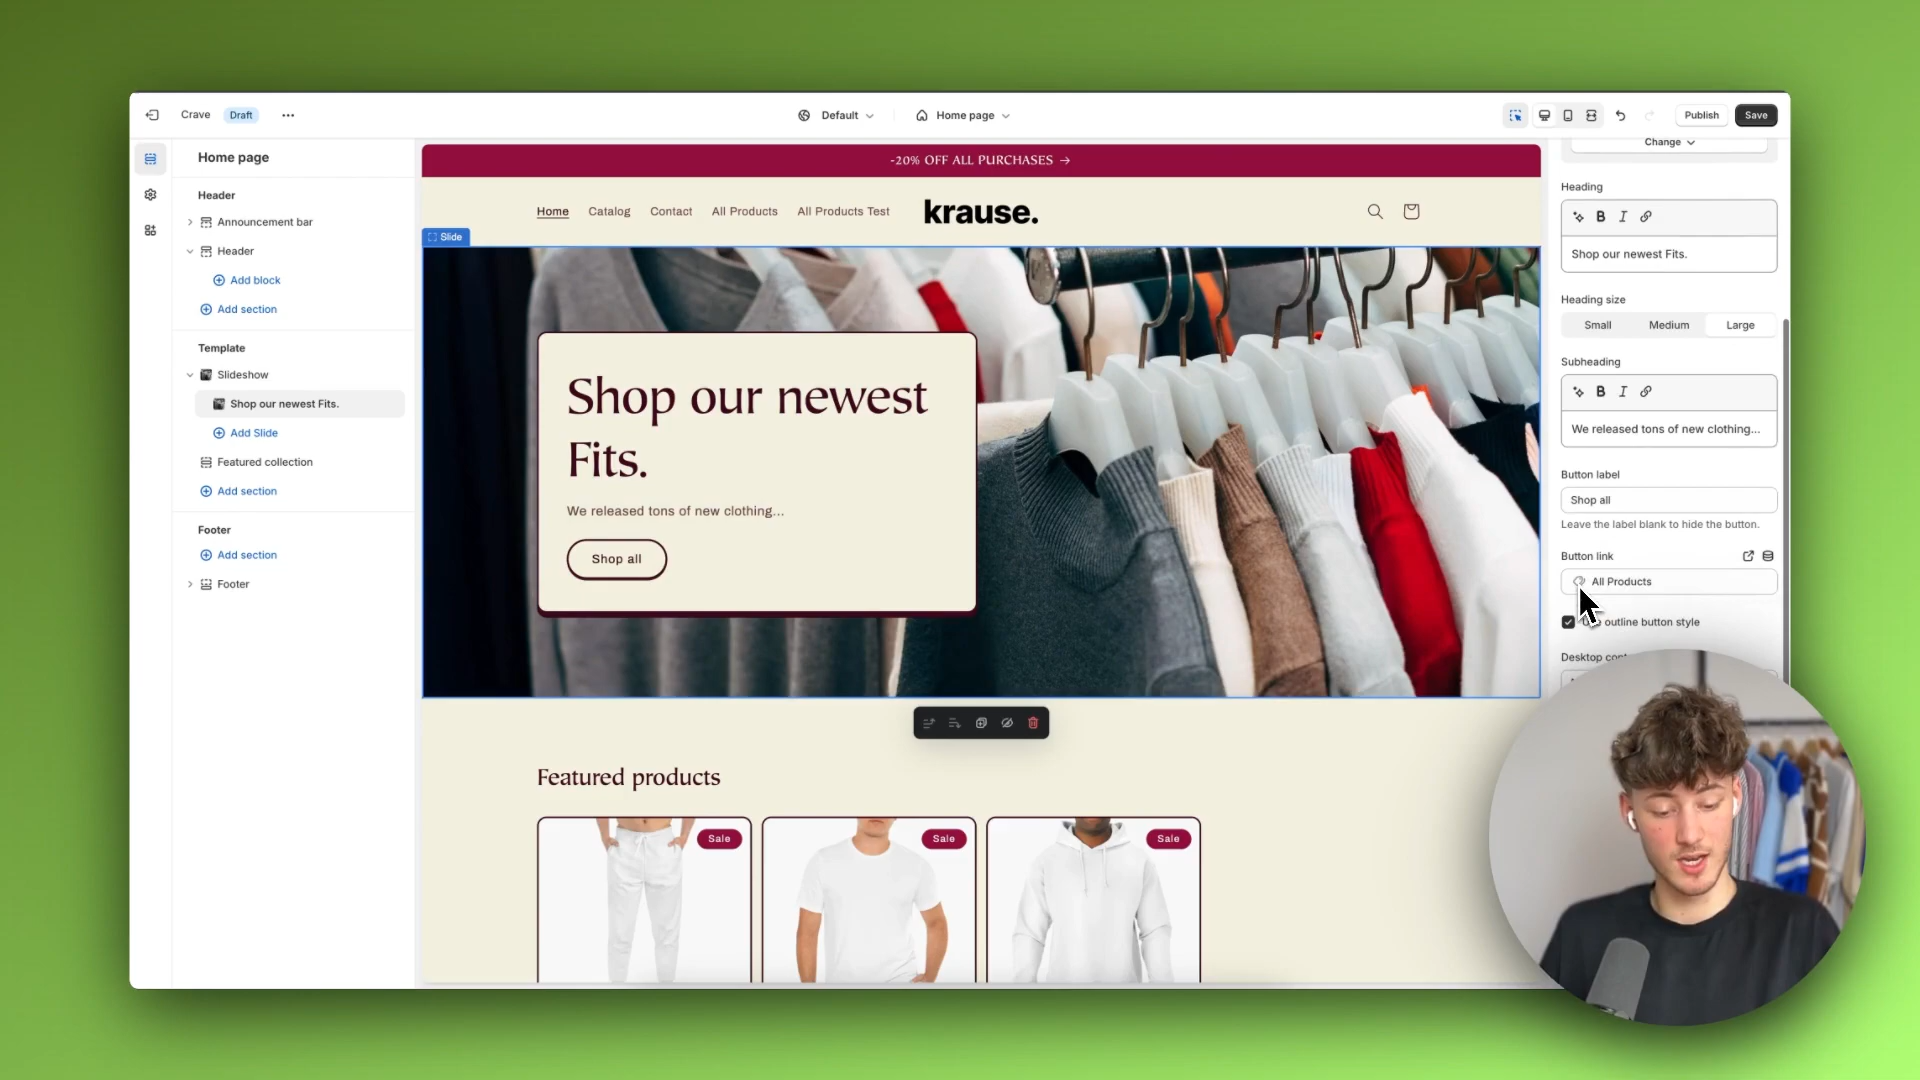 Crave
Draft
Default
Home page
Publish
Save
Home page
Header
Announcement bar
Header
Add block
Add section
Template
Slideshow
Shop our newest Fits.
Add Slide
Featured collection
Add section
Footer
Add section
Footer
-20% OFF ALL PURCHASES →
Home
Catalog
Contact
All Products
All Products Test
krause.
Slide
Shop our newest
Fits.
We released tons of new clothing...
Shop all
Featured products
Sale
Sale
Sale
Change
Heading
B I
Shop our newest Fits.
Heading size
Small
Medium
Large
Subheading
B I
We released tons of new clothing...
Button label
Shop all
Leave the label blank to hide the button.
Button link
All Products
outline button style
Desktop